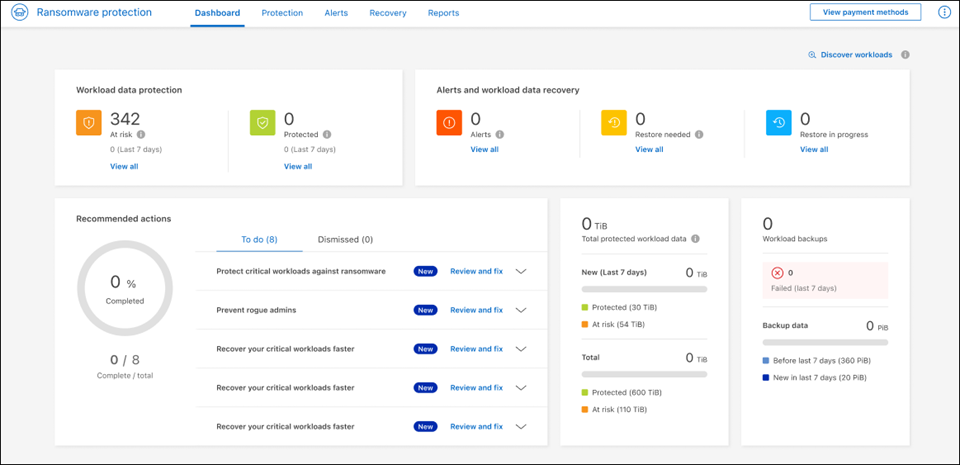 Ransomware protection
Dashboard
Protection
Alerts
Recovery
Reports
View payment methods
Discover workloads
Workload data protection
342
At risk
0 (Last 7 days)
View all
0
Protected
0 (Last 7 days)
View all
Alerts and workload data recovery
0
Alerts
View all
0
Restore needed
View all
0
Restore in progress
View all
Recommended actions
0 %
Completed
0 / 8
Complete / total
To do (8)
Dismissed (0)
Protect critical workloads against ransomware
New
Review and fix
Prevent rogue admins
New
Review and fix
Recover your critical workloads faster
New
Review and fix
Recover your critical workloads faster
New
Review and fix
Recover your critical workloads faster
New
Review and fix
0 TiB
Total protected workload data
New (Last 7 days)
0 TiB
Protected (30 TiB)
At risk (54 TiB)
Total
0 TiB
Protected (600 TiB)
At risk (110 TiB)
0
Workload backups
0
Failed (last 7 days)
Backup data
0 PiB
Before last 7 days (360 PiB)
New in last 7 days (20 PiB)